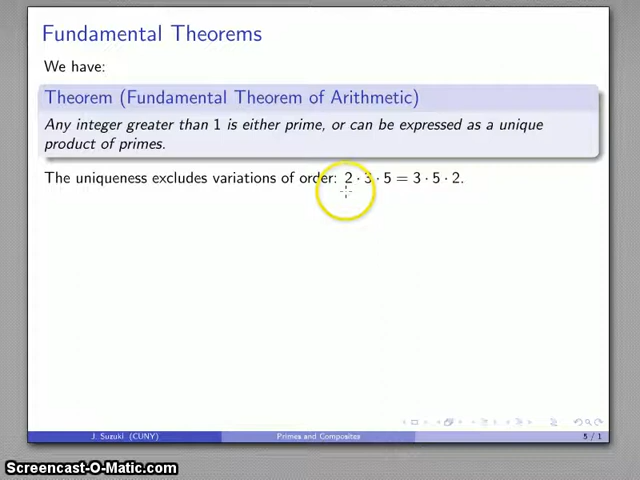 Fundamental Theorems
We have:
Theorem (Fundamental Theorem of Arithmetic)
Any integer greater than 1 is either prime, or can be expressed as a unique
product of primes.
The uniqueness excludes variations of order: 2 · 3 · 5 = 3 · 5 · 2.
J. Suzuki (CUNY) Primes and Composites 5 / 1
Screencast-O-Matic.com